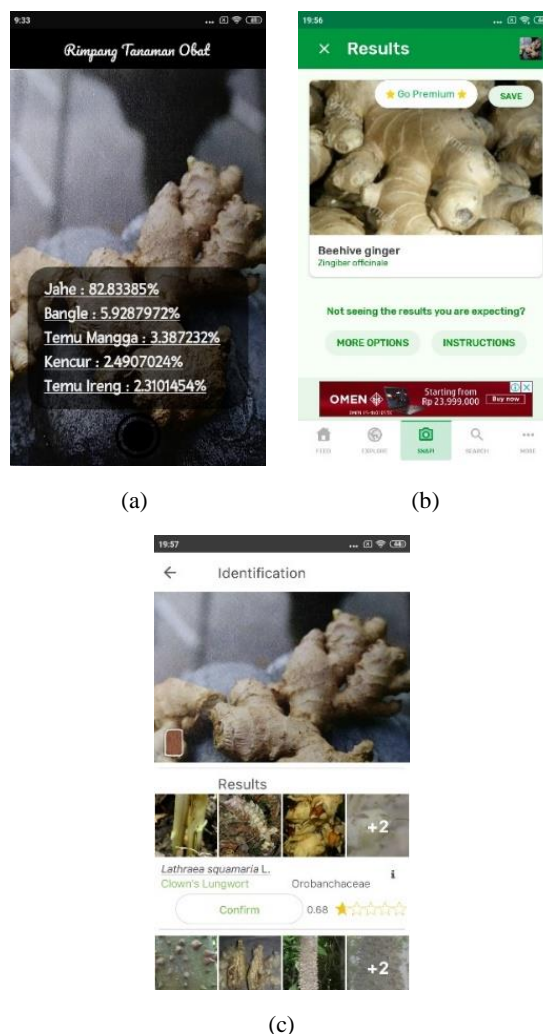 9:33
Rimpang Tanaman Obat
Jahe : 82.83385%
Bangle : 5.9287972%
Temu Mangga : 3.387232%
Kencur : 2.4907024%
Temu Ireng : 2.3101454%
(a)
19:56
Results
Go Premium
SAVE
Beehive ginger
Zingiber officinale
Not seeing the results you are expecting?
MORE OPTIONS INSTRUCTIONS
OMEN
Starting from
Rp 23.999.000
Buy now
FEED EXPLORE SNAP! SEARCH MORE
(b)
19:57
Identification
Results
+2
Lathraea squamaria L.
Clown's Lungwort Orobanchaceae
Confirm 0.68
+2
(c)